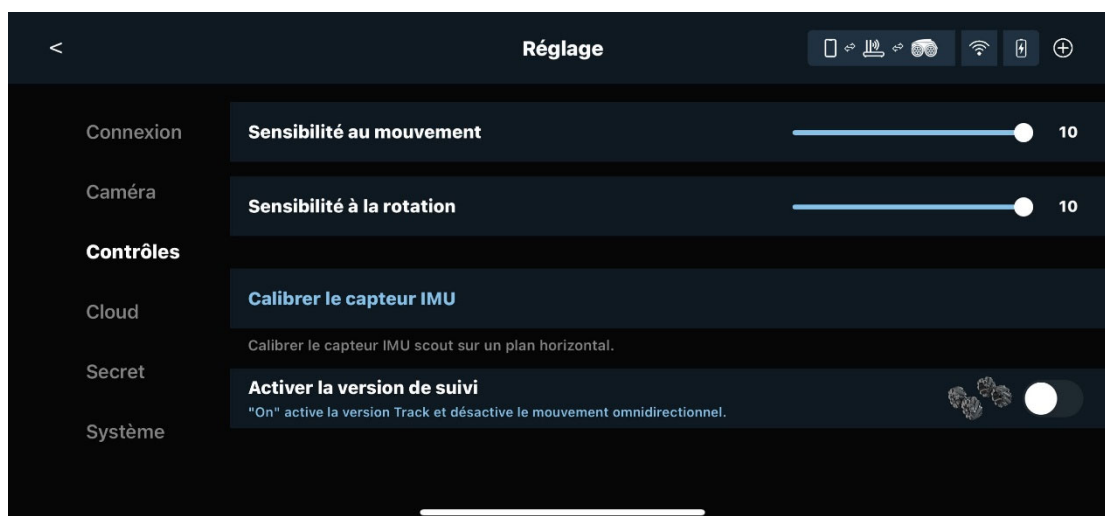 <
Réglage
Connexion
Caméra
Contrôles
Cloud
Secret
Système
Sensibilité au mouvement
10
Sensibilité à la rotation
10
Calibrer le capteur IMU
Calibrer le capteur IMU scout sur un plan horizontal.
Activer la version de suivi
"On" active la version Track et désactive le mouvement omnidirectionnel.